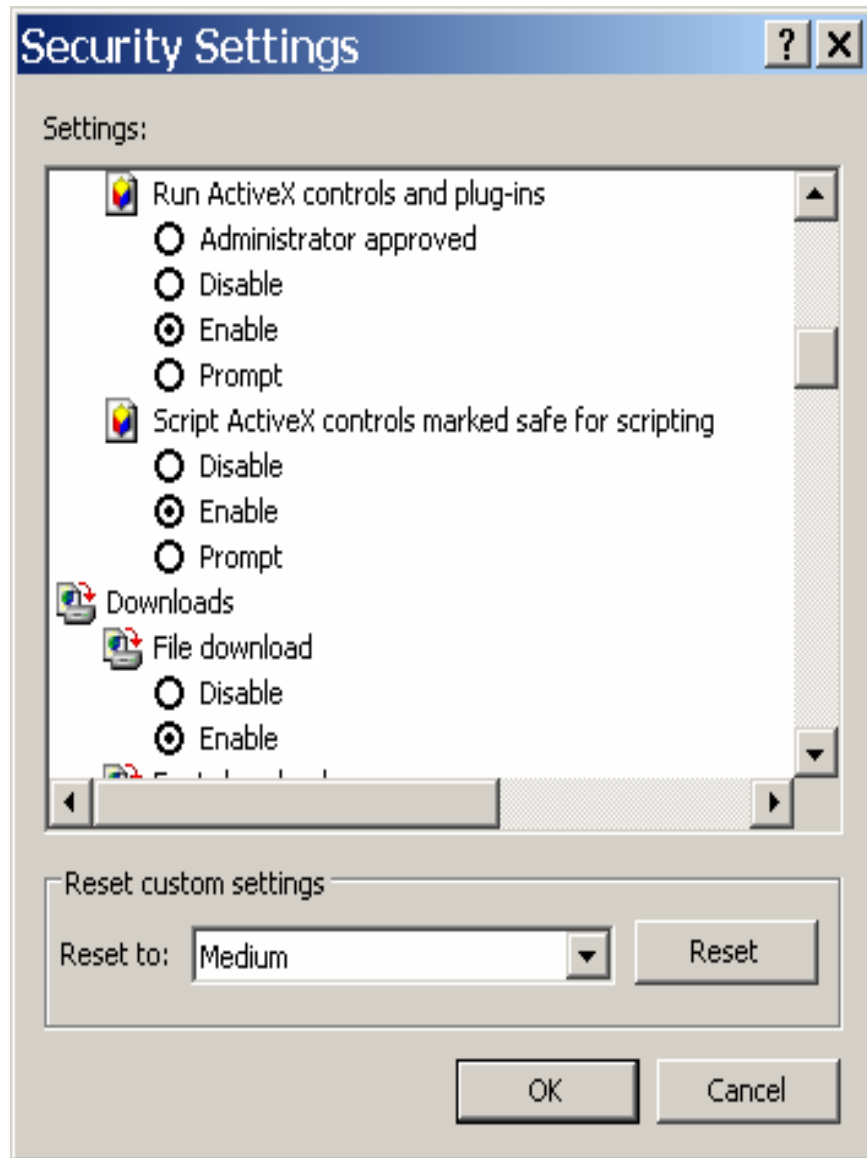 Security Settings
Settings:
Run ActiveX controls and plug-ins
Administrator approved
Disable
Enable
Prompt
Script ActiveX controls marked safe for scripting
Disable
Enable
Prompt
Downloads
File download
Disable
Enable
Reset custom settings
Reset to: Medium Reset
OK Cancel